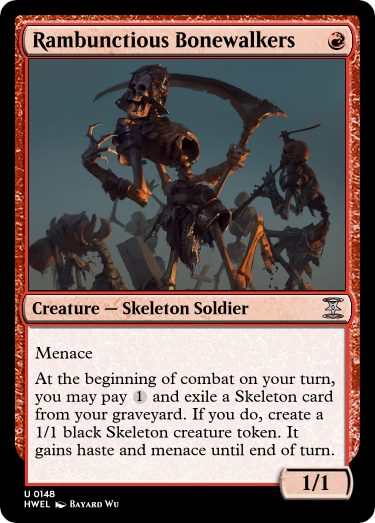 Rambunctious Bonewalkers
Creature — Skeleton Soldier
Menace
At the beginning of combat on your turn,
you may pay 1 and exile a Skeleton card
from your graveyard. If you do, create a
1/1 black Skeleton creature token. It
gains haste and menace until end of turn.
1/1
U 0148
HWEL Bayard Wu